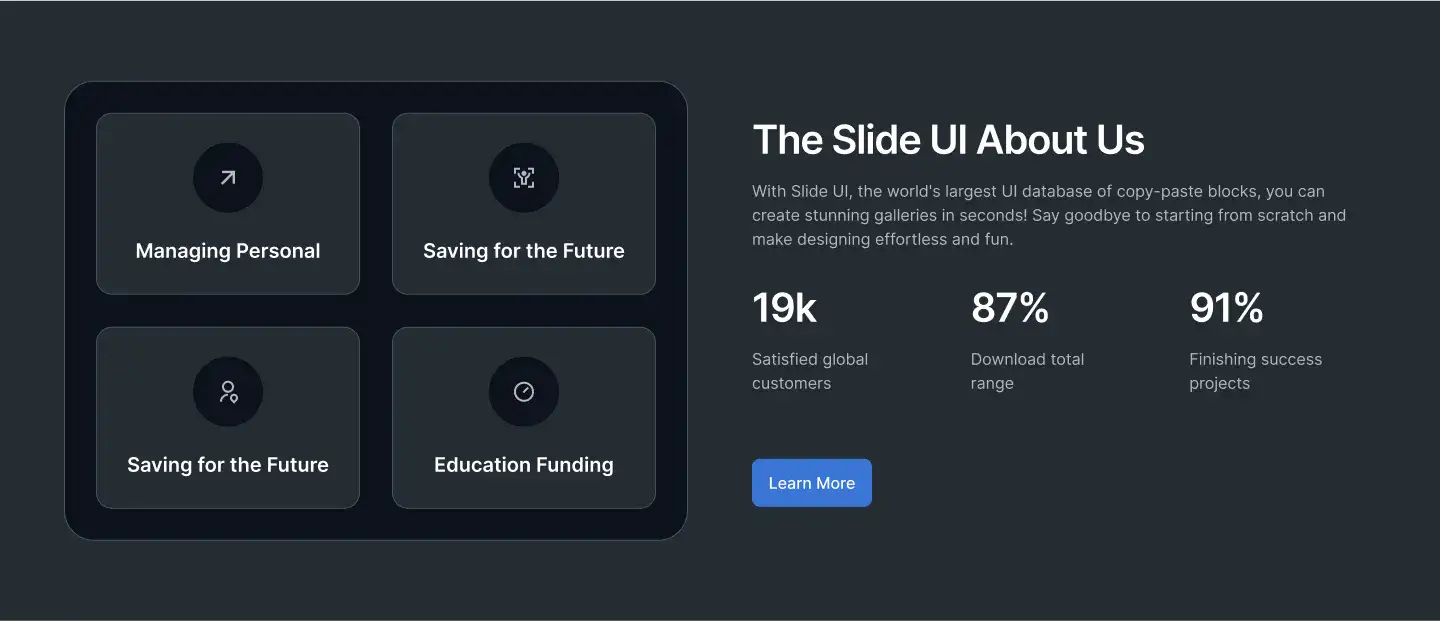 Managing Personal
Saving for the Future
Saving for the Future
Education Funding
The Slide UI About Us
With Slide UI, the world's largest UI database of copy-paste blocks, you can
create stunning galleries in seconds! Say goodbye to starting from scratch and
make designing effortless and fun.
19k
Satisfied global
customers
87%
Download total
range
91%
Finishing success
projects
Learn More